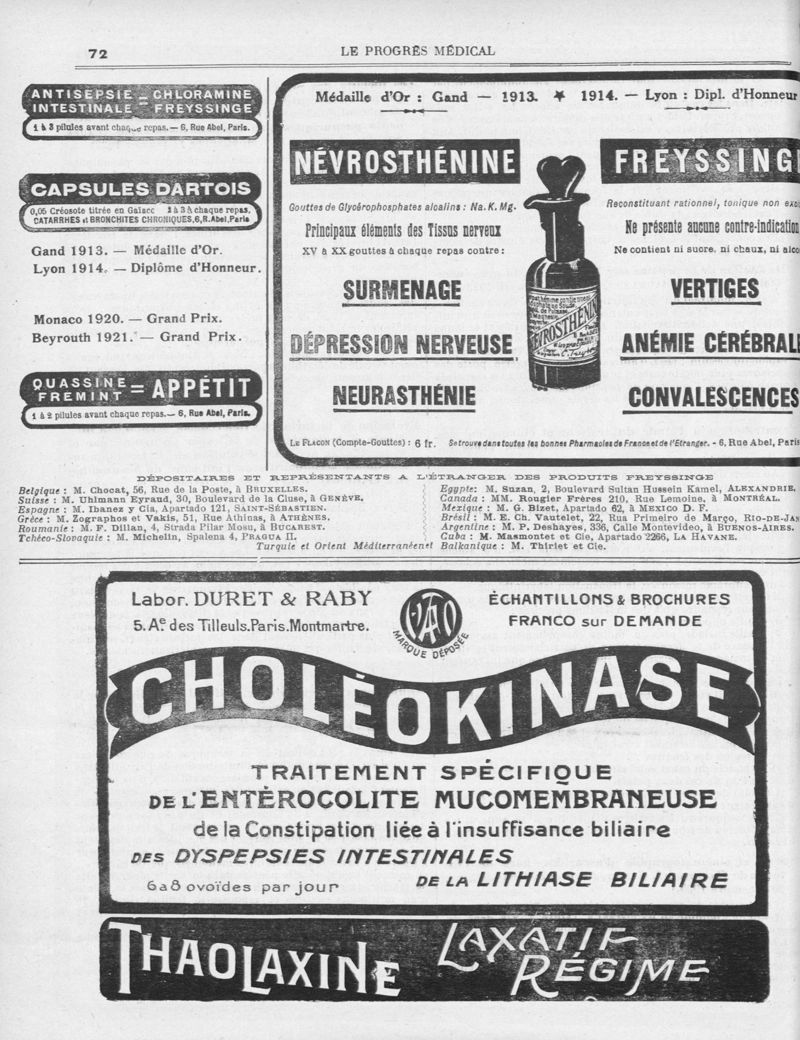 72
LE PROGRÈS MÉDICAL
ANTISEPSIE = CHLORAMINE
INTESTINALE = FREYSSINGE
1 à 3 pilules avant chaque repas. — 6, Rue Abel, Paris.
CAPSULES DARTOIS
0,05 Créosote titrée en Gaïacol 2 à 3 à chaque repas.
CATARRHES et BRONCHITES CHRONIQUES, 6, R. Abel, Paris
Gand 1913. — Médaille d'Or.
Lyon 1914. — Diplôme d'Honneur.
Monaco 1920. — Grand Prix.
Beyrouth 1921. — Grand Prix.
QUASSINE
FREMINT = APPÉTIT
1 à 2 pilules avant chaque repas. — 6, Rue Abel, Paris.
Médaille d'Or : Gand — 1913. ★ 1914. — Lyon : Dipl. d'Honneur
NÉVROSTHÉNINE
Gouttes de Glycérophosphates alcalins : Na. K. Mg.
Principaux éléments des Tissus nerveux
XV à XX gouttes à chaque repas contre :
SURMENAGE
DÉPRESSION NERVEUSE
NEURASTHÉNIE
NÉVROSTHÉNINE
FREYSSINGE
Reconstituant rationnel, tonique non exci
Ne présente aucune contre-indication
Ne contient ni sucre, ni chaux, ni alco
VERTIGES
ANÉMIE CÉRÉBRALE
CONVALESCENCES
LE FLACON (Compte-Gouttes) : 6 fr. Se trouve dans toutes les bonnes Pharmacies de France et de l'Etranger. - 6, Rue Abel, Paris
DÉPOSITAIRES ET REPRÉSENTANTS A L'ÉTRANGER DES PRODUITS FREYSSINGE
Belgique : M. Chocat, 56, Rue de la Poste, à BRUXELLES.
Suisse : M. Uhlmann Eyraud, 30, Boulevard de la Cluse, à GENÈVE.
Espagne : M. Ibanez y Cia, Apartado 121, SAINT-SÉBASTIEN.
Grèce : M. Zographos et Vakis, 51, Rue Athinas, à ATHÈNES.
Roumanie : M. F. Dillan, 4, Strada Pilar Mosu, à BUCAREST.
Tchéco-Slovaquie : M. Michelin, Spalena 4, PRAGUA II.
Egypte: M. Suzan, 2, Boulevard Sultan Hussein Kamel, ALEXANDRIE.
Canada : MM. Rougier Frères 210, Rue Lemoine, à MONTRÉAL.
Mexique : M. G. Bizet, Apartado 62, à MEXICO D. F.
Brésil : M. E. Ch. Vautelet, 22, Rua Primeiro de Março, RIO-DE-JAN
Argentine : M. P. Deshayes, 336, Calle Montevideo, à BUENOS-AIRES.
Cuba : M. Masmontet et Cie, Apartado 2266, LA HAVANE.
Turquie et Orient Méditerranéen et Balkanique : M. Thiriet et Cie.
Labor. DURET & RABY
5. Ae des Tilleuls. Paris. Montmartre.
MARQUE DÉPOSÉE
ÉCHANTILLONS & BROCHURES
FRANCO sur DEMANDE
CHOLÉOKINASE
TRAITEMENT SPÉCIFIQUE
DE L'ENTÉROCOLITE MUCOMEMBRANEUSE
de la Constipation liée à l'insuffisance biliaire
DES DYSPEPSIES INTESTINALES
6 a 8 ovoïdes par jour
DE LA LITHIASE BILIAIRE
THAOLAXINE
LAXATIF
RÉGIME